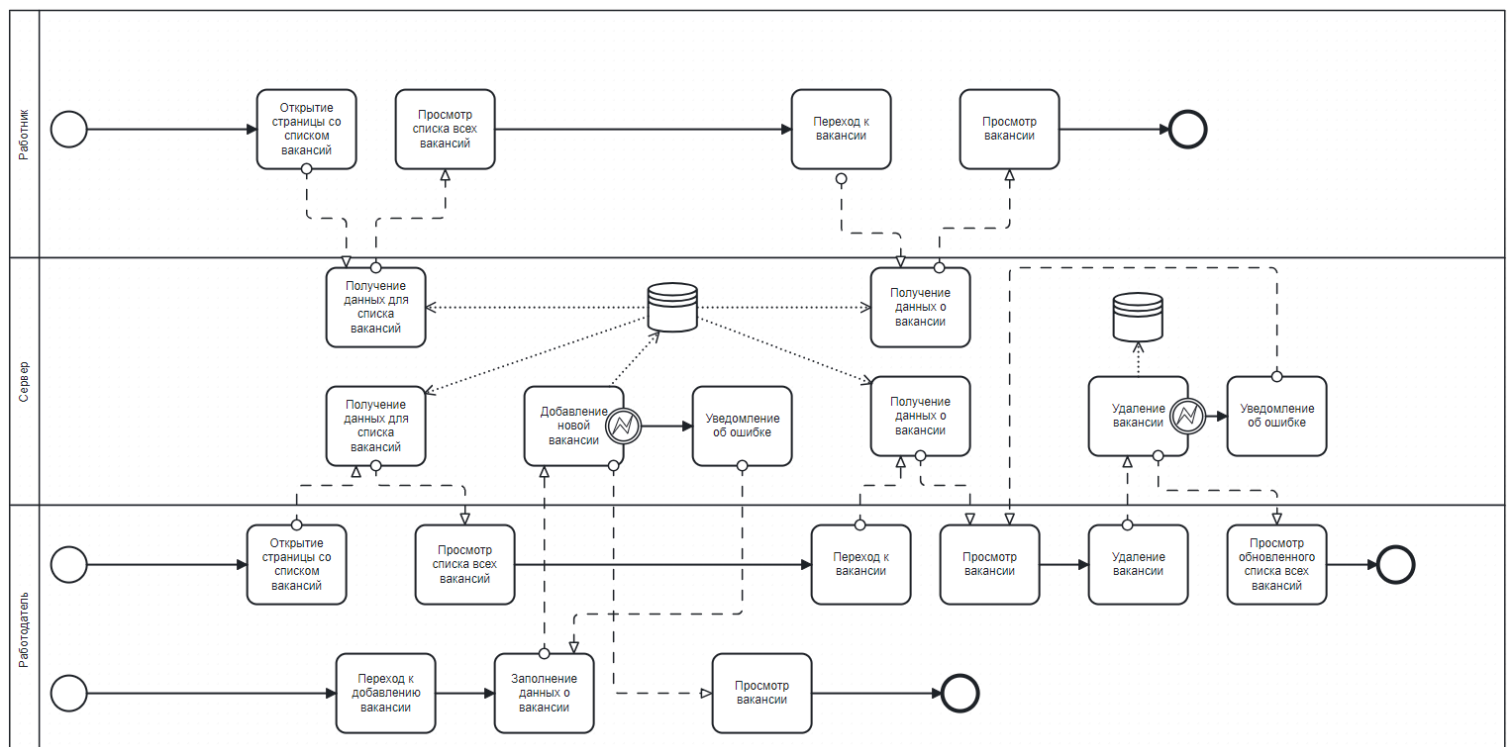 Работник
Открытие
страницы со
списком
вакансий
Просмотр
списка всех
вакансий
Переход к
вакансии
Просмотр
вакансии
Сервер
Получение
данных для
списка
вакансий
Получение
данных о
вакансии
Получение
данных для
списка
вакансий
Добавление
новой
вакансии
Уведомление
об ошибке
Получение
данных о
вакансии
Удаление
вакансии
Уведомление
об ошибке
Работодатель
Открытие
страницы со
списком
вакансий
Просмотр
списка всех
вакансий
Переход к
вакансии
Просмотр
вакансии
Удаление
вакансии
Просмотр
обновленного
списка всех
вакансий
Переход к
добавлению
вакансии
Заполнение
данных о
вакансии
Просмотр
вакансии